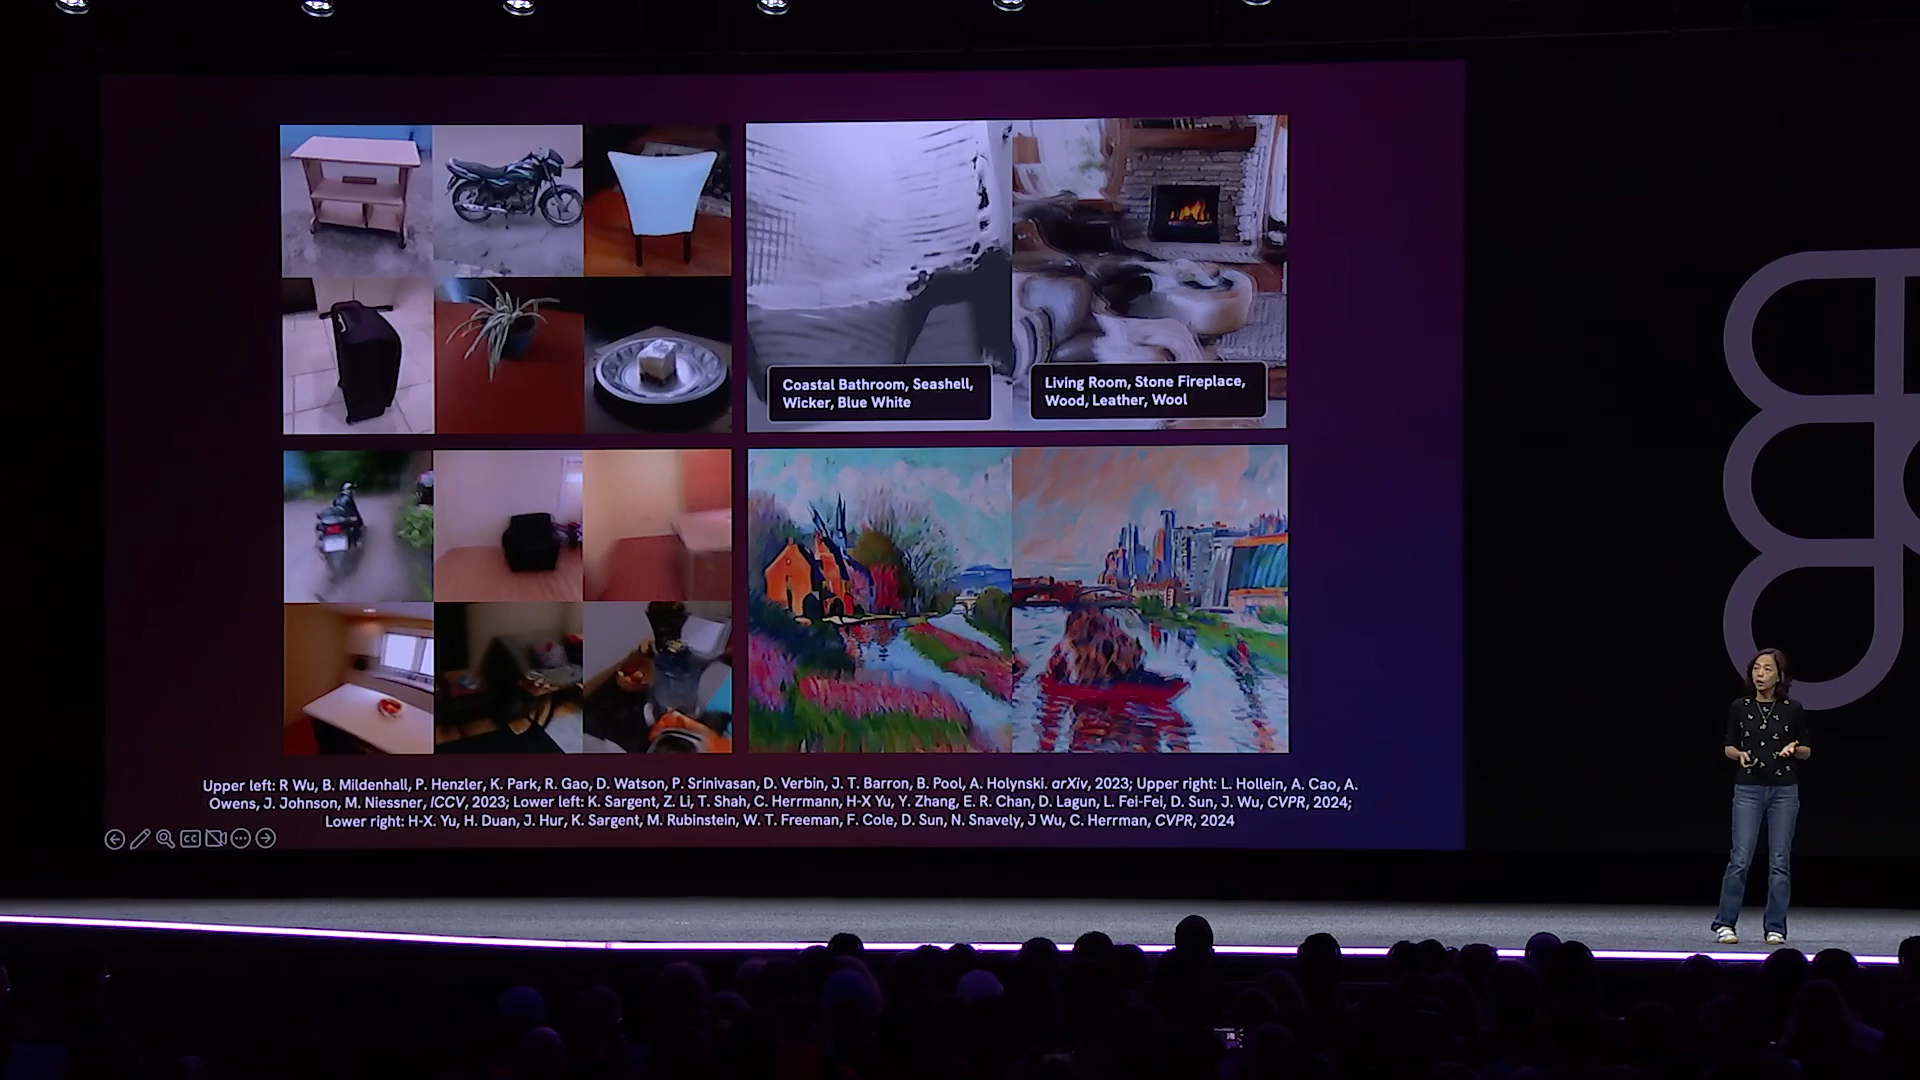 Coastal Bathroom, Seashell,
Wicker, Blue White
Living Room, Stone Fireplace,
Wood, Leather, Wool
Upper left: R Wu, B. Mildenhall, P. Henzler, K. Park, R. Gao, D. Watson, P. Srinivasan, D. Verbin, J. T. Barron, B. Pool, A. Holynski. arXiv, 2023; Upper right: L. Hollein, A. Cao, A.
Owens, J. Johnson, M. Niessner, ICCV, 2023; Lower left: K. Sargent, Z. Li, T. Shah, C. Herrmann, H-X Yu, Y. Zhang, E. R. Chan, D. Lagun, L. Fei-Fei, D. Sun, J. Wu, CVPR, 2024;
Lower right: H-X. Yu, H. Duan, J. Hur, K. Sargent, M. Rubinstein, W. T. Freeman, F. Cole, D. Sun, N. Snavely, J Wu, C. Herrman, CVPR, 2024
CC